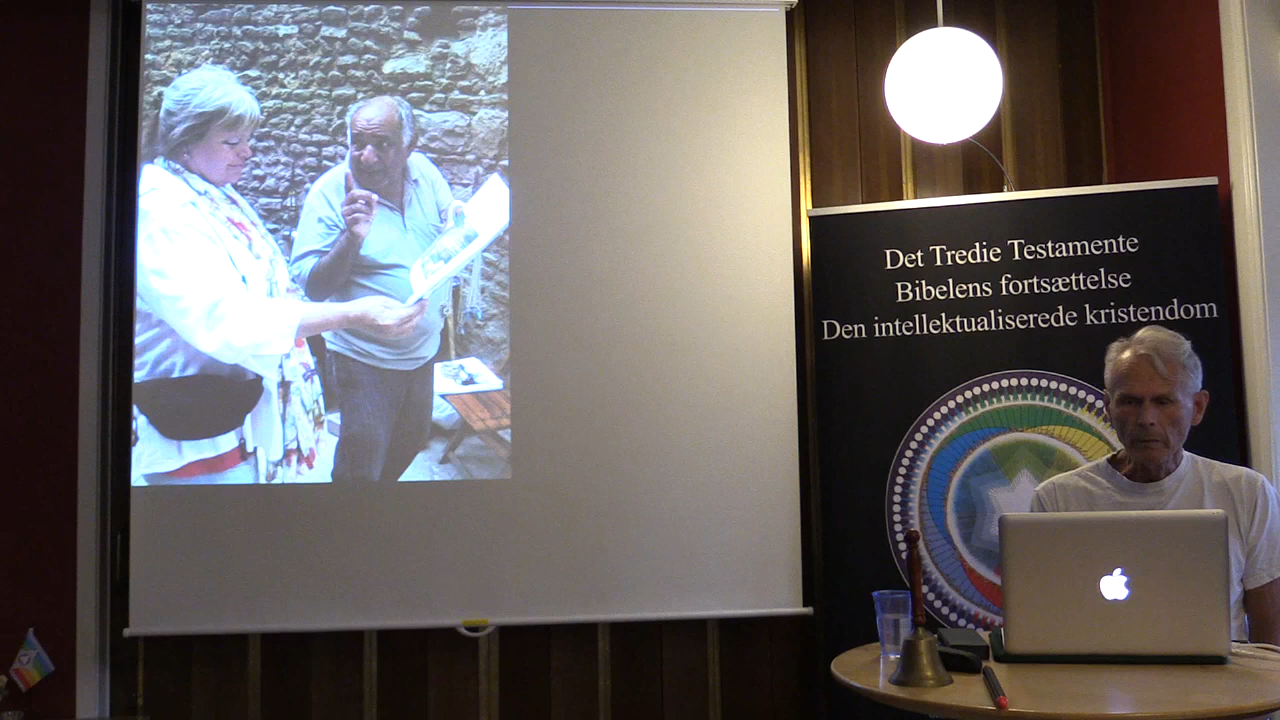 Det Tredie Testamente
Bibelens fortsættelse
Den intellektualiserede kristendom